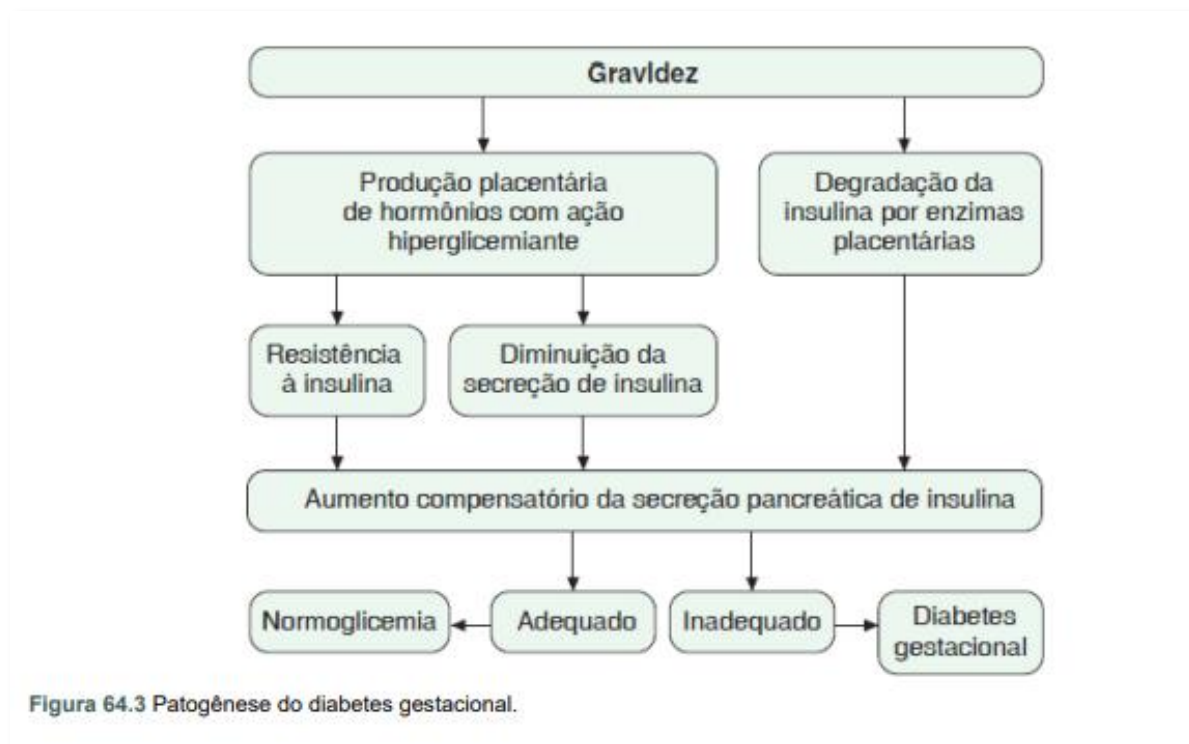 Gravidez
Produção placentária
de hormônios com ação
hiperglicemiante
Degradação da
insulina por enzimas
placentárias
Resistência
à insulina
Diminuição da
secreção de insulina
Aumento compensatório da secreção pancreática de insulina
Normoglicemia
Adequado
Inadequado
Diabetes
gestacional
Figura 64.3 Patogênese do diabetes gestacional.